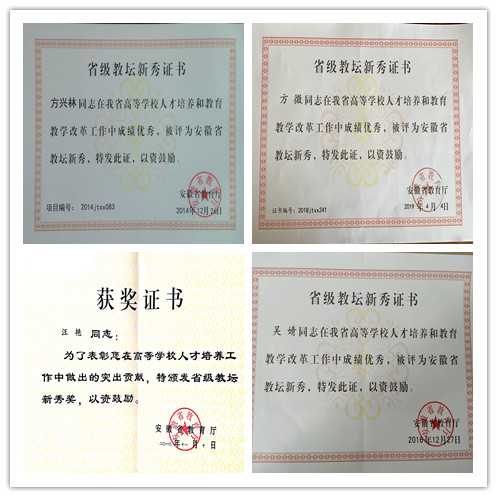 省级教坛新秀证书
方兴林同志在我省高等学校人才培养和教育
教学改革工作中成绩优秀，被评为安徽省
教坛新秀，特发此证，以资鼓励。
安徽省教育厅
项目编号：2014jtxx083
2014年12月26日
省级教坛新秀证书
方 微同志在我省高等学校人才培养和教育
教学改革工作中成绩优秀，被评为安徽省
教坛新秀，特发此证，以资鼓励。
安徽省教育厅
证书编号：2018jtxx241
2019 年 4 月 4日
获奖证书
汪 艳 同志：
为了表彰您在高等学校人才培养工
作中做出的突出贡献，特颁发省级教坛
新秀奖，以资鼓励。
安徽省教育厅
省级教坛新秀证书
吴 婧同志在我省高等学校人才培养和教育
教学改革工作中成绩优秀，被评为安徽省
教坛新秀，特发此证，以资鼓励。
安徽省教育厅
2016年12月27日